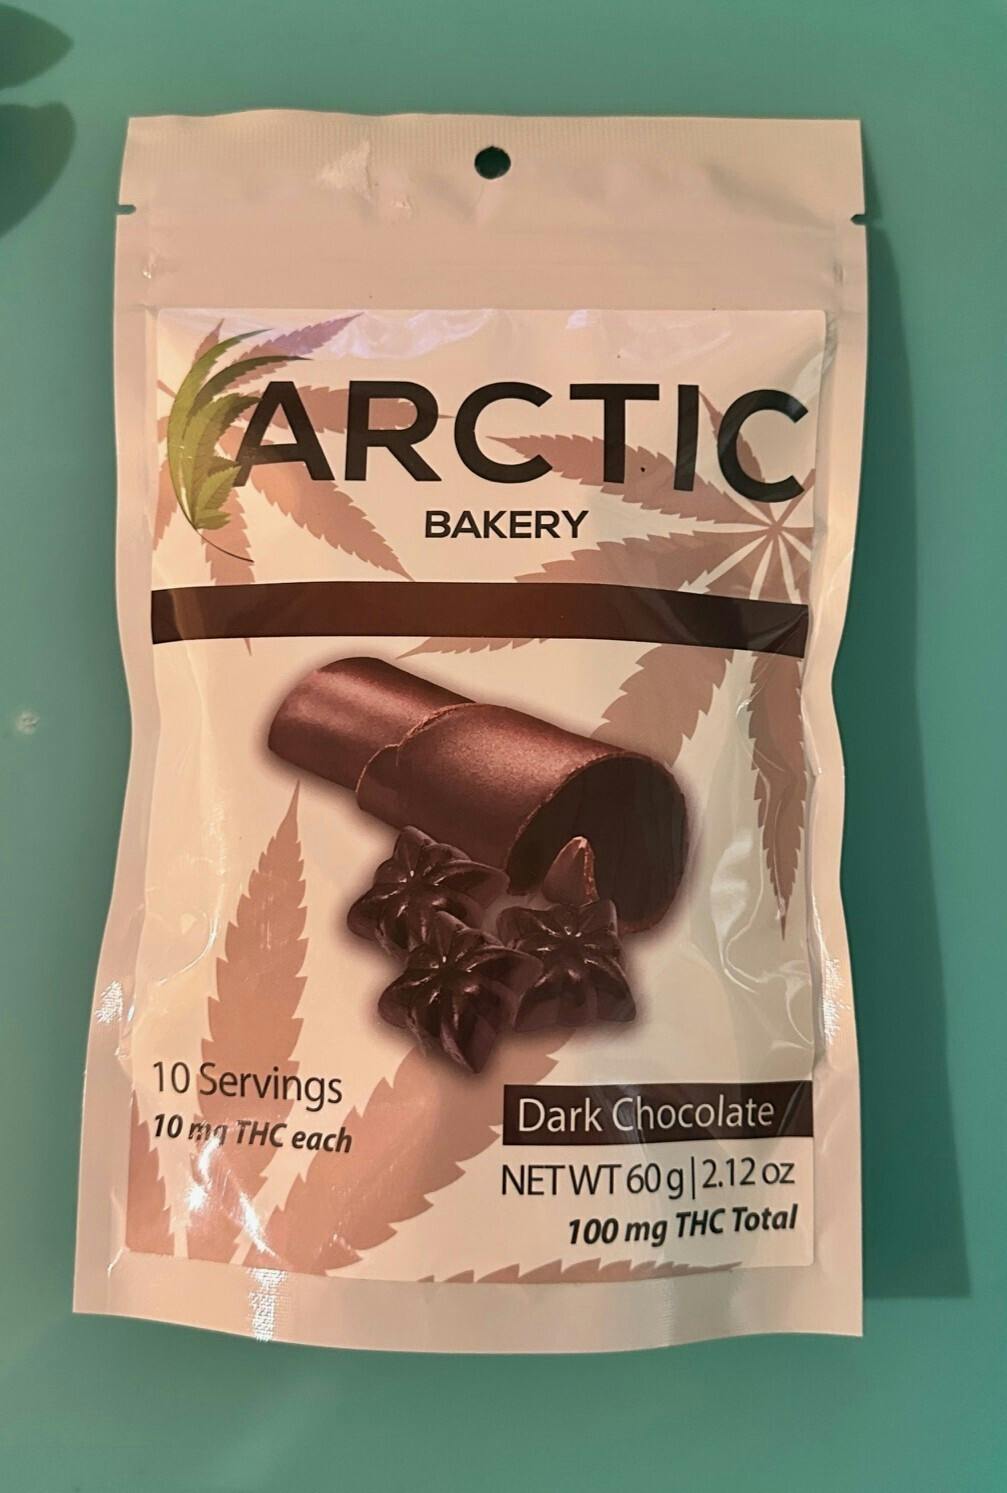 ARCTIC
BAKERY
10 Servings
10 mg THC each
Dark Chocolate
NET WT 60 g | 2.12 oz
100 mg THC Total